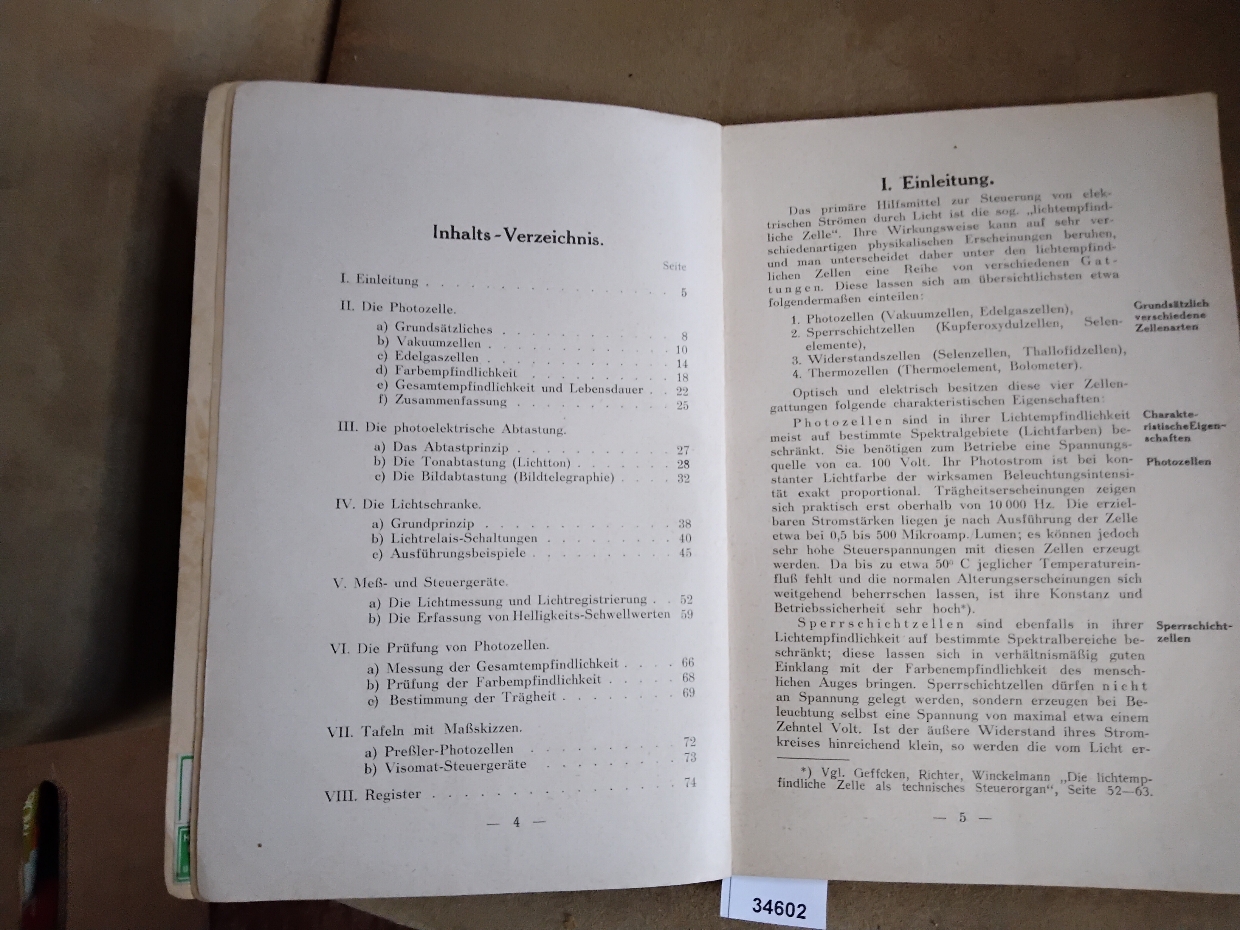 Inhalts-Verzeichnis.
Seite
I. Einleitung . . . . . . . . . . . . . . . . . . 5
II. Die Photozelle.
a) Grundsätzliches . . . . . . . . . . . . . 8
b) Vakuumzellen . . . . . . . . . . . . . . 10
c) Edelgaszellen . . . . . . . . . . . . . . 14
d) Farbempfindlichkeit . . . . . . . . . . . 18
e) Gesamtempfindlichkeit und Lebensdauer . . 22
f) Zusammenfassung . . . . . . . . . . . . 25
III. Die photoelektrische Abtastung.
a) Das Abtastprinzip . . . . . . . . . . . . 27
b) Die Tonabtastung (Lichtton) . . . . . . . 28
c) Die Bildabtastung (Bildtelegraphie) . . . . 32
IV. Die Lichtschranke.
a) Grundprinzip . . . . . . . . . . . . . . 38
b) Lichtrelais-Schaltungen . . . . . . . . . 40
c) Ausführungsbeispiele . . . . . . . . . . 45
V. Meß- und Steuergeräte.
a) Die Lichtmessung und Lichtregistrierung . . 52
b) Die Erfassung von Helligkeits-Schwellwerten 59
VI. Die Prüfung von Photozellen.
a) Messung der Gesamtempfindlichkeit . . . . 66
b) Prüfung der Farbempfindlichkeit . . . . . 68
c) Bestimmung der Trägheit . . . . . . . . 69
VII. Tafeln mit Maßskizzen.
a) Preßler-Photozellen . . . . . . . . . . 72
b) Visomat-Steuergeräte . . . . . . . . . 73
VIII. Register . . . . . . . . . . . . . . . . . 74
— 4 —
I. Einleitung.
Das primäre Hilfsmittel zur Steuerung von elek-
trischen Strömen durch Licht ist die sog. „lichtempfind-
liche Zelle“. Ihre Wirkungsweise kann auf sehr ver-
schiedenartigen physikalischen Erscheinungen beruhen,
und man unterscheidet daher unter den lichtempfind-
lichen Zellen eine Reihe von verschiedenen Gat-
tungen. Diese lassen sich am übersichtlichsten etwa
folgendermaßen einteilen:
1. Photozellen (Vakuumzellen, Edelgaszellen),
2. Sperrschichtzellen (Kupferoxydulzellen, Selen-
elemente),
3. Widerstandszellen (Selenzellen, Thallofidzellen),
4. Thermozellen (Thermoelement, Bolometer).
Grundsätzlich
verschiedene
Zellenarten
Optisch und elektrisch besitzen diese vier Zellen-
gattungen folgende charakteristischen Eigenschaften:
Photozellen sind in ihrer Lichtempfindlichkeit
meist auf bestimmte Spektralgebiete (Lichtfarben) be-
schränkt. Sie benötigen zum Betriebe eine Spannungs-
quelle von ca. 100 Volt. Ihr Photostrom ist bei kon-
stanter Lichtfarbe der wirksamen Beleuchtungsintensi-
tät exakt proportional. Trägheitserscheinungen zeigen
sich praktisch erst oberhalb von 10 000 Hz. Die erziel-
baren Stromstärken liegen je nach Ausführung der Zelle
etwa bei 0,5 bis 500 Mikroamp./Lumen; es können jedoch
sehr hohe Steuerspannungen mit diesen Zellen erzeugt
werden. Da bis zu etwa 50° C jeglicher Temperaturein-
fluß fehlt und die normalen Alterungserscheinungen sich
weitgehend beherrschen lassen, ist ihre Konstanz und
Betriebssicherheit sehr hoch*).
Charakte-
ristische Eigen-
schaften
Photozellen
Sperrschichtzellen sind ebenfalls in ihrer
Lichtempfindlichkeit auf bestimmte Spektralbereiche be-
schränkt; diese lassen sich in verhältnismäßig guten
Einklang mit der Farbenempfindlichkeit des mensch-
lichen Auges bringen. Sperrschichtzellen dürfen nicht
an Spannung gelegt werden, sondern erzeugen bei Be-
leuchtung selbst eine Spannung von maximal etwa einem
Zehntel Volt. Ist der äußere Widerstand ihres Strom-
kreises hinreichend klein, so werden die vom Licht er-
Sperrschicht-
zellen
*) Vgl. Geffcken, Richter, Winckelmann „Die lichtemp-
findliche Zelle als technisches Steuerorgan“, Seite 52—63.
— 5 —
34602